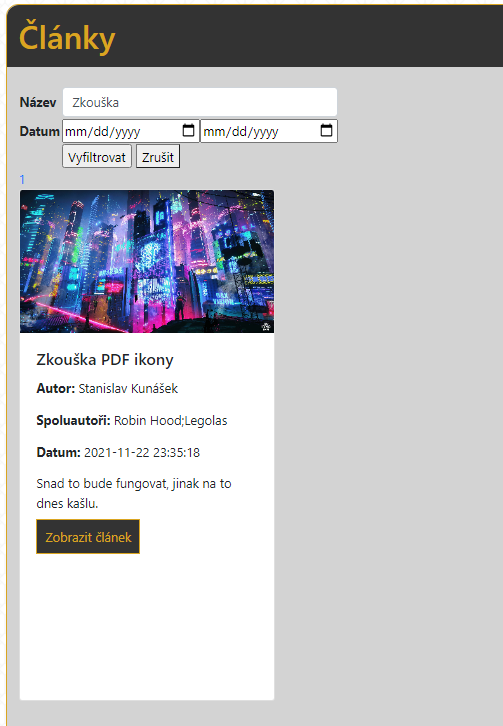 Články
Název Zkouška
Datum mm/dd/yyyy mm/dd/yyyy
Vyfiltrovat Zrušit
1
Zkouška PDF ikony
Autor: Stanislav Kunášek
Spoluautoři: Robin Hood;Legolas
Datum: 2021-11-22 23:35:18
Snad to bude fungovat, jinak na to
dnes kašlu.
Zobrazit článek